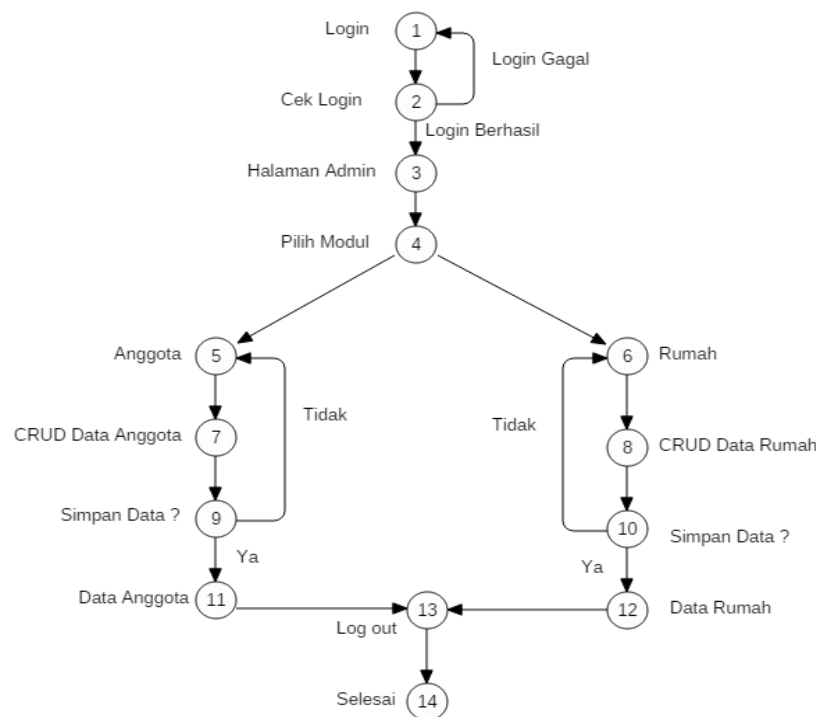 Login
1
Login Gagal
Cek Login
2
Login Berhasil
Halaman Admin
3
Pilih Modul
4
Anggota
5
6
Rumah
Tidak
Tidak
CRUD Data Anggota
7
8
CRUD Data Rumah
Simpan Data ?
9
10
Simpan Data ?
Ya
Ya
Data Anggota
11
13
12
Data Rumah
Log out
Selesai
14